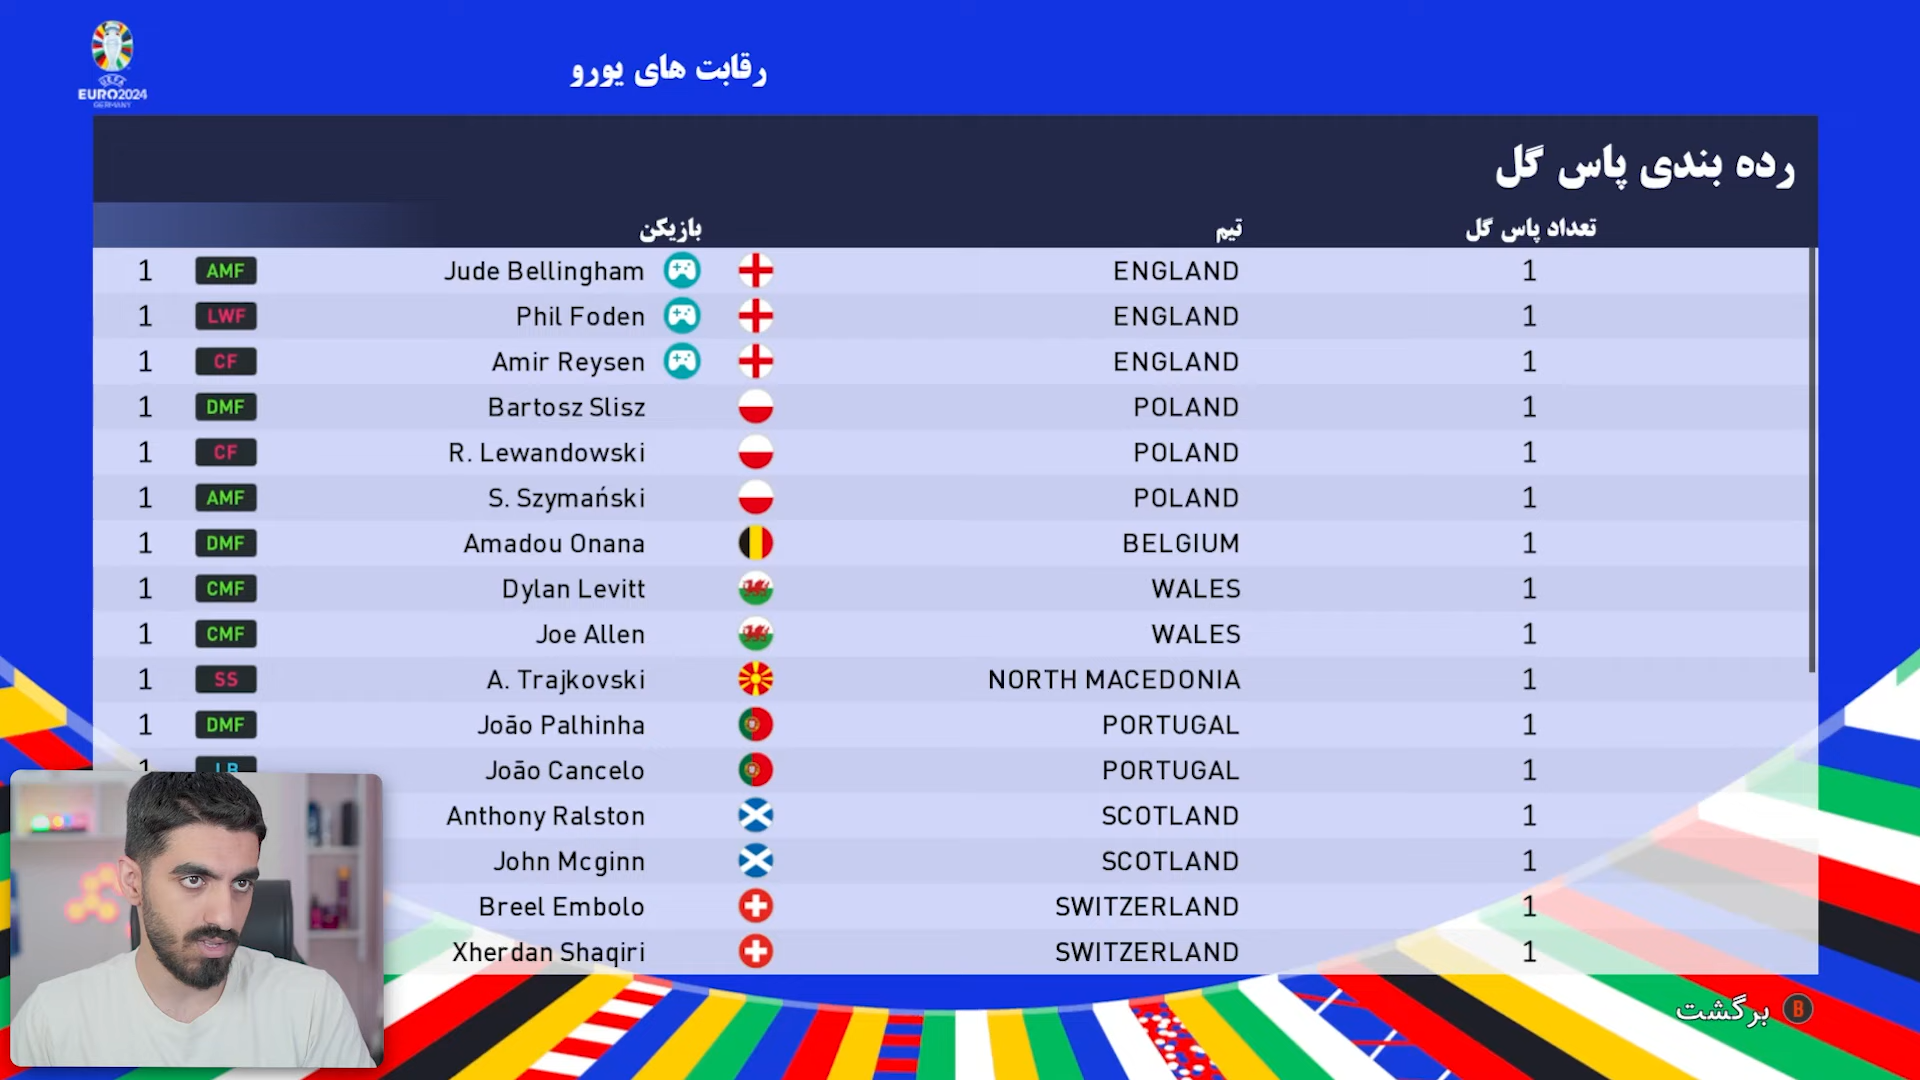 UEFA
EURO2024
GERMANY
رقابت های یورو
رده بندی پاس گل
بازیکن تیم تعداد پاس گل
1 AMF Jude Bellingham ENGLAND 1
1 LWF Phil Foden ENGLAND 1
1 CF Amir Reysen ENGLAND 1
1 DMF Bartosz Slisz POLAND 1
1 CF R. Lewandowski POLAND 1
1 AMF S. Szymański POLAND 1
1 DMF Amadou Onana BELGIUM 1
1 CMF Dylan Levitt WALES 1
1 CMF Joe Allen WALES 1
1 SS A. Trajkovski NORTH MACEDONIA 1
1 DMF João Palhinha PORTUGAL 1
1 LB João Cancelo PORTUGAL 1
Anthony Ralston SCOTLAND 1
John Mcginn SCOTLAND 1
Breel Embolo SWITZERLAND 1
Xherdan Shaqiri SWITZERLAND 1
برگشت B